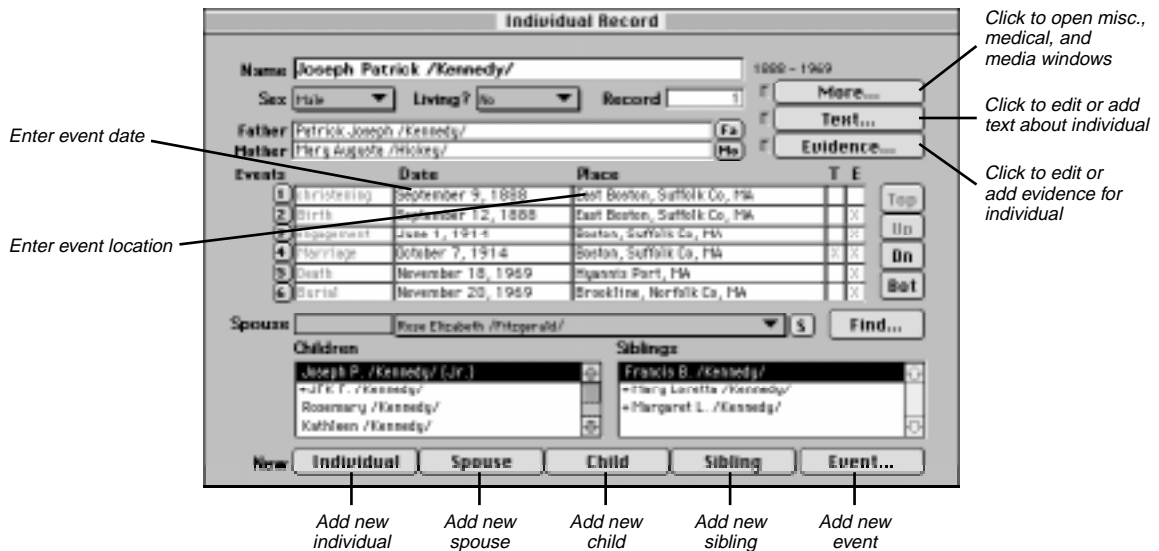 Individual Record
Click to open misc.,
medical, and
media windows
Name Joseph Patrick /Kennedy/ 1888 - 1969
Sex Male Living? No Record 1 More...
Click to edit or add
text about individual
Text...
Enter event date
Father Patrick Joseph /Kennedy/ Fa
Mother Mary Augusta /Hickey/ Mo Evidence...
Click to edit or
add evidence for
individual
Events Date Place T E
1 Christening September 9, 1888 East Boston, Suffolk Co, MA Top
2 Birth September 12, 1888 East Boston, Suffolk Co, MA X Up
Enter event location
3 Engagement June 1, 1914 Boston, Suffolk Co, MA
4 Marriage October 7, 1914 Boston, Suffolk Co, MA X X Dn
5 Death November 18, 1969 Hyannis Port, MA X
6 Burial November 20, 1969 Brookline, Norfolk Co, MA X Bot
Spouse Rose Elizabeth /Fitzgerald/ S Find...
Children Siblings
Joseph P. /Kennedy/ (Jr.) Francis B. /Kennedy/
+JFK F. /Kennedy/ +Mary Loretta /Kennedy/
Rosemary /Kennedy/ +Margaret L. /Kennedy/
Kathleen /Kennedy/
New Individual Spouse Child Sibling Event...
Add new individual
Add new spouse
Add new child
Add new sibling
Add new event